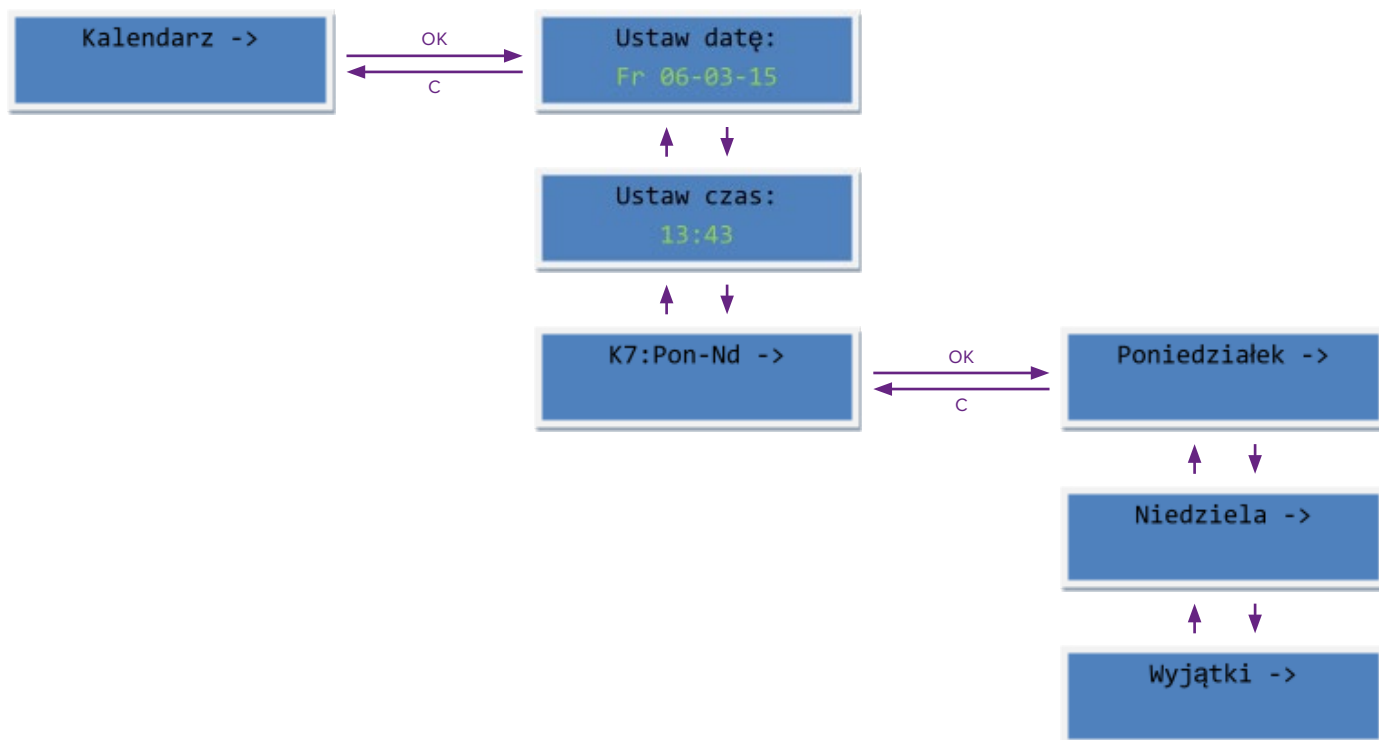 Kalendarz ->
OK
C
Ustaw datę:
Fr 06-03-15
Ustaw czas:
13:43
K7:Pon-Nd ->
OK
C
Poniedziałek ->
Niedziela ->
Wyjątki ->